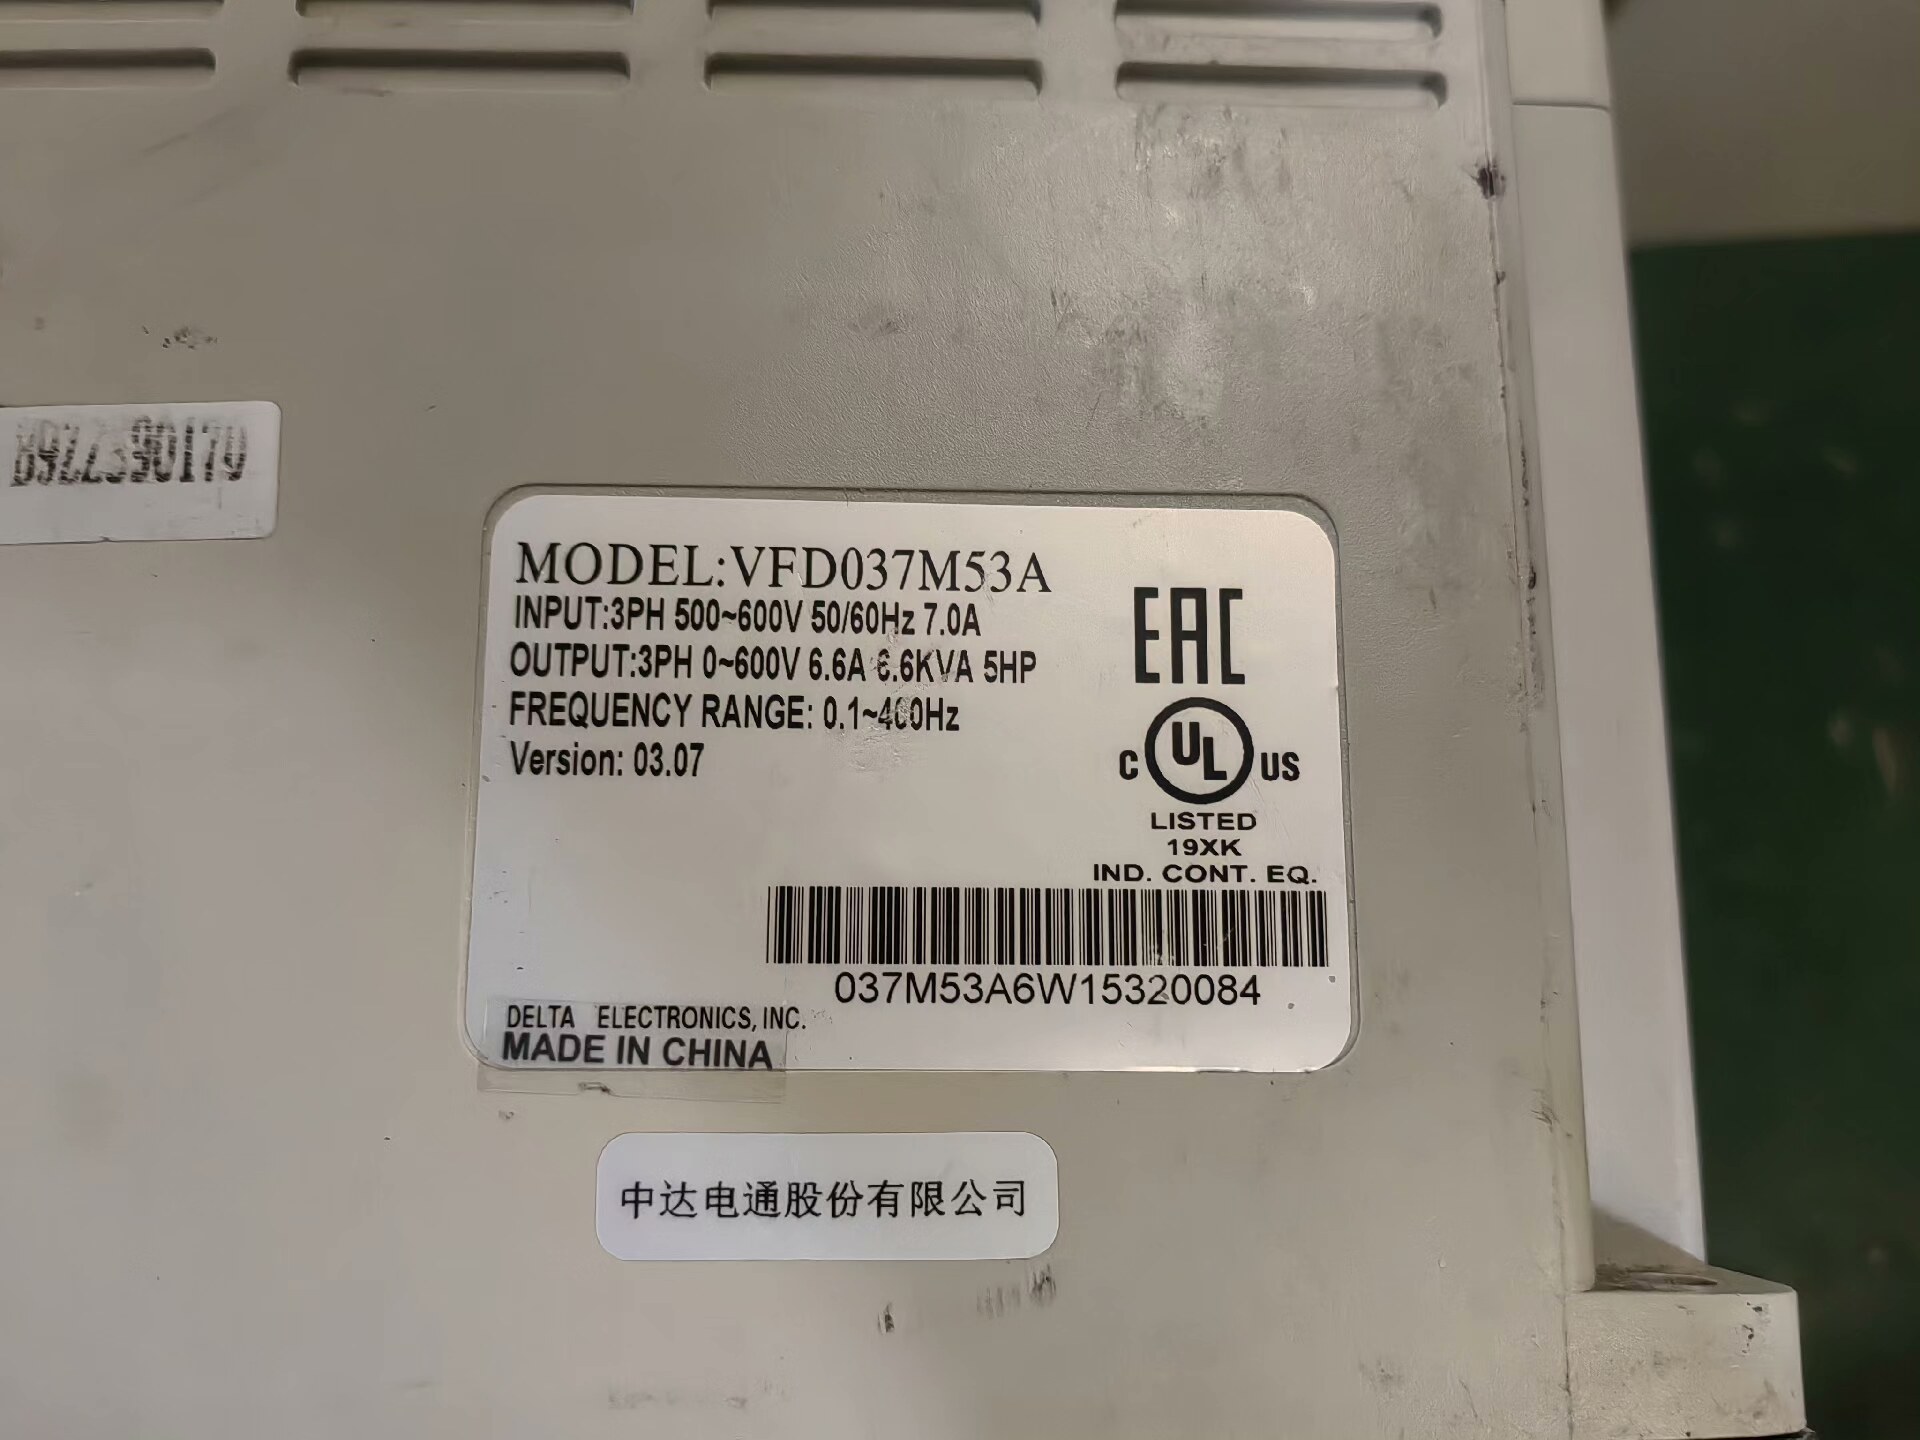 MODEL:VFD037M53A
INPUT:3PH 500~600V 50/60Hz 7.0A
OUTPUT:3PH 0~600V 6.6A 6.6KVA 5HP
FREQUENCY RANGE: 0.1~400Hz
Version: 03.07
EAC
C UL US
LISTED
19XK
IND. CONT. EQ.
037M53A6W15320084
DELTA ELECTRONICS, INC.
MADE IN CHINA
中达电通股份有限公司